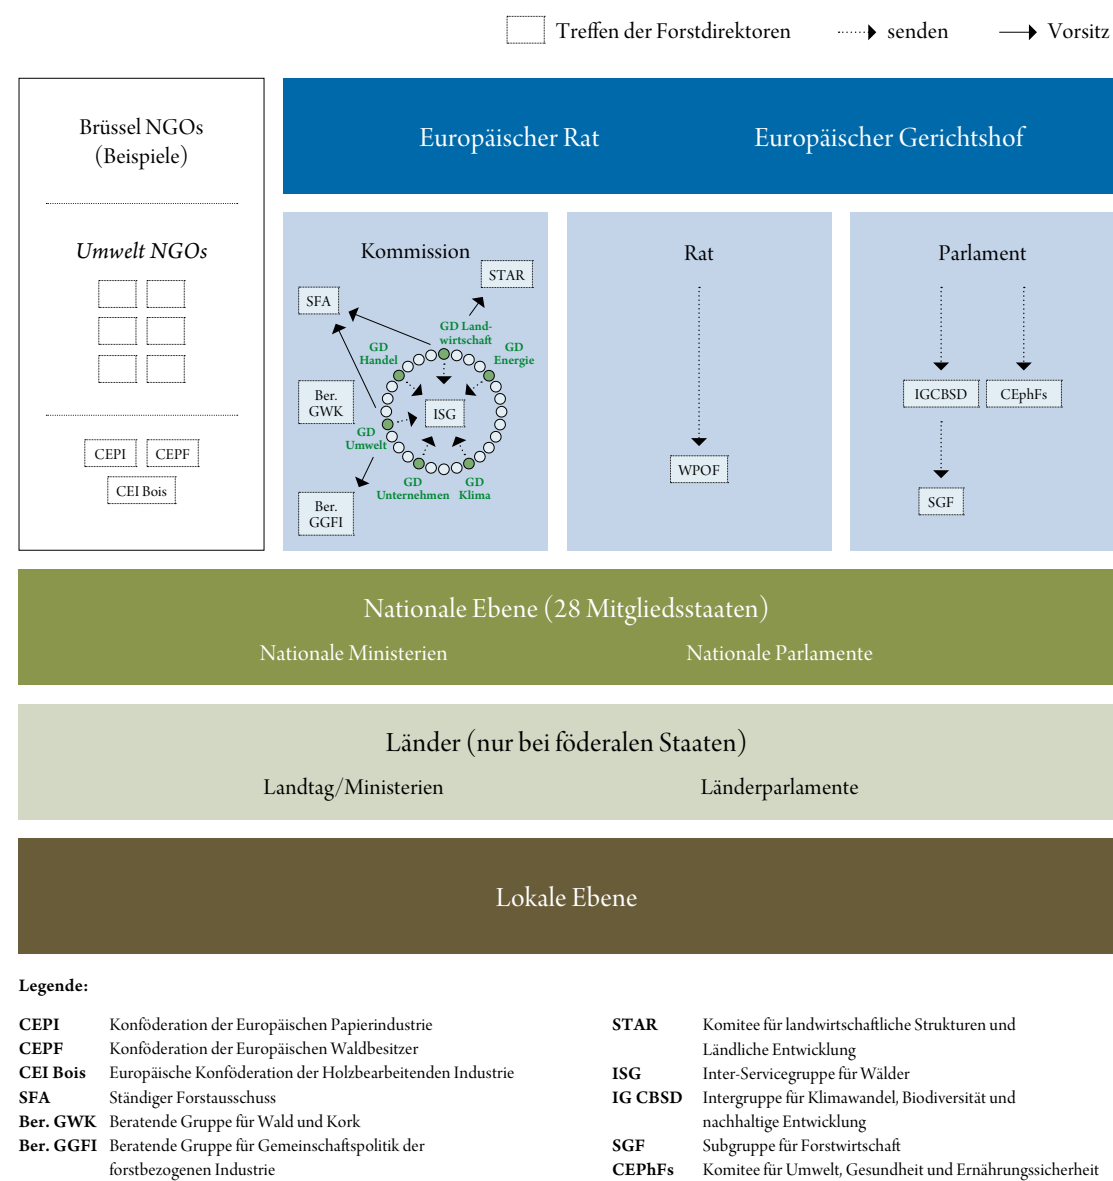 Treffen der Forstdirektoren
senden
Vorsitz
Brüssel NGOs
(Beispiele)
Umwelt NGOs
CEPI
CEPF
CEI Bois
Europäischer Rat
Europäischer Gerichtshof
Kommission
STAR
SFA
GD Land-
wirtschaft
GD
Handel
GD
Energie
Ber.
GWK
ISG
GD
Umwelt
GD
Unternehmen
GD
Klima
Ber.
GGFI
Rat
WPOF
Parlament
IGCBSD
CEphFs
SGF
Nationale Ebene (28 Mitgliedsstaaten)
Nationale Ministerien
Nationale Parlamente
Länder (nur bei föderalen Staaten)
Landtag/Ministerien
Länderparlamente
Lokale Ebene
Legende:
CEPI Konföderation der Europäischen Papierindustrie
CEPF Konföderation der Europäischen Waldbesitzer
CEI Bois Europäische Konföderation der Holzbearbeitenden Industrie
SFA Ständiger Forstausschuss
Ber. GWK Beratende Gruppe für Wald und Kork
Ber. GGFI Beratende Gruppe für Gemeinschaftspolitik der
forstbezogenen Industrie
STAR Komitee für landwirtschaftliche Strukturen und
Ländliche Entwicklung
ISG Inter-Servicegruppe für Wälder
IG CBSD Intergruppe für Klimawandel, Biodiversität und
nachhaltige Entwicklung
SGF Subgruppe für Forstwirtschaft
CEPhFs Komitee für Umwelt, Gesundheit und Ernährungssicherheit